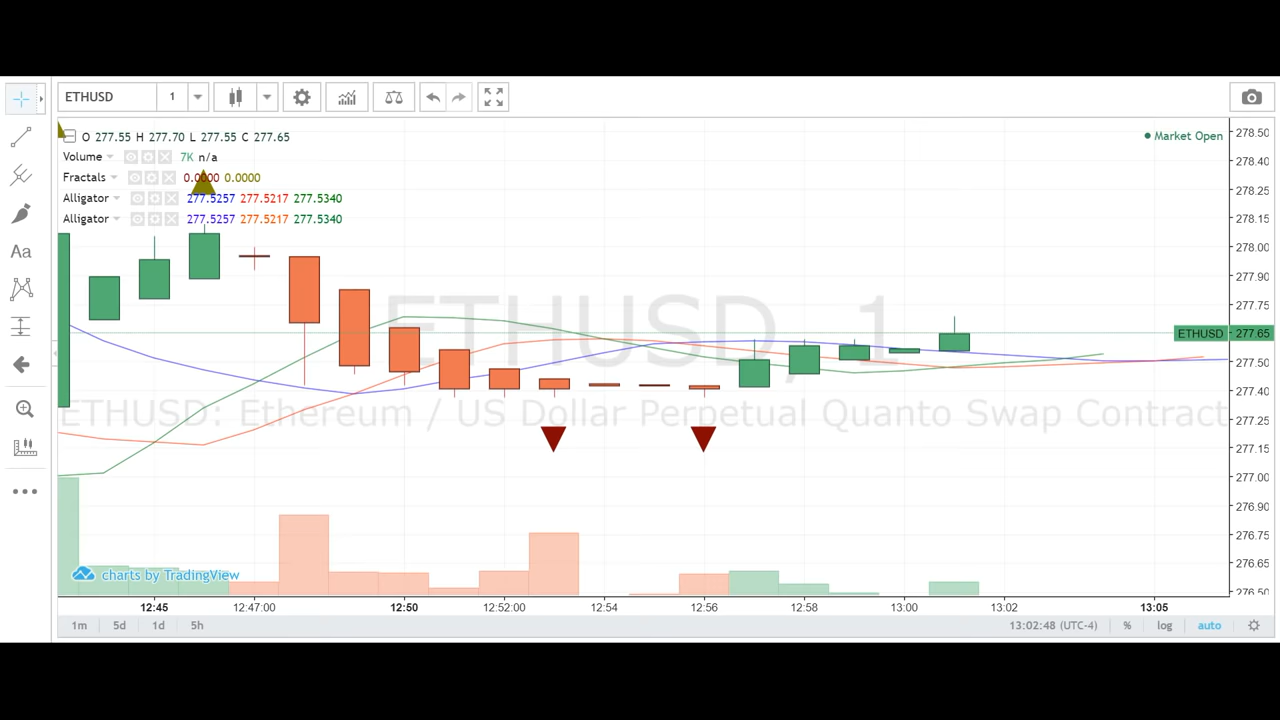 ETHUSD 1
O 277.55 H 277.70 L 277.55 C 277.65
Market Open
Volume 7K n/a
Fractals 0.0000 0.0000
Alligator 277.5257 277.5217 277.5340
Alligator 277.5257 277.5217 277.5340
Aa
ETHUSD, 1
ETHUSD: Ethereum / US Dollar Perpetual Quanto Swap Contract
278.50
278.40
278.25
278.15
278.00
277.90
277.75
ETHUSD 277.65
277.50
277.40
277.25
277.15
277.00
276.90
276.75
276.65
276.50
charts by TradingView
12:45 12:47:00 12:50 12:52:00 12:54 12:56 12:58 13:00 13:02 13:05
1m 5d 1d 5h 13:02:48 (UTC-4) % log auto